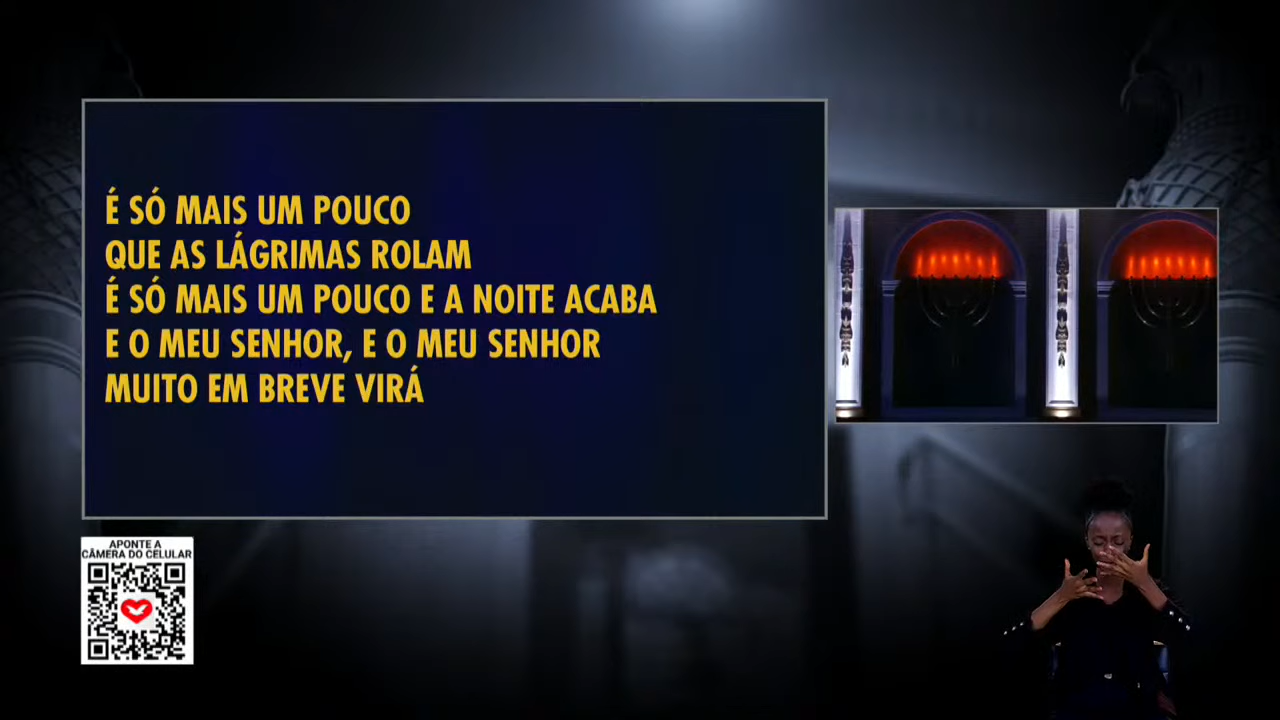 É SÓ MAIS UM POUCO
QUE AS LÁGRIMAS ROLAM
É SÓ MAIS UM POUCO E A NOITE ACABA
E O MEU SENHOR, E O MEU SENHOR
MUITO EM BREVE VIRÁ
APONTE A
CÂMERA DO CELULAR